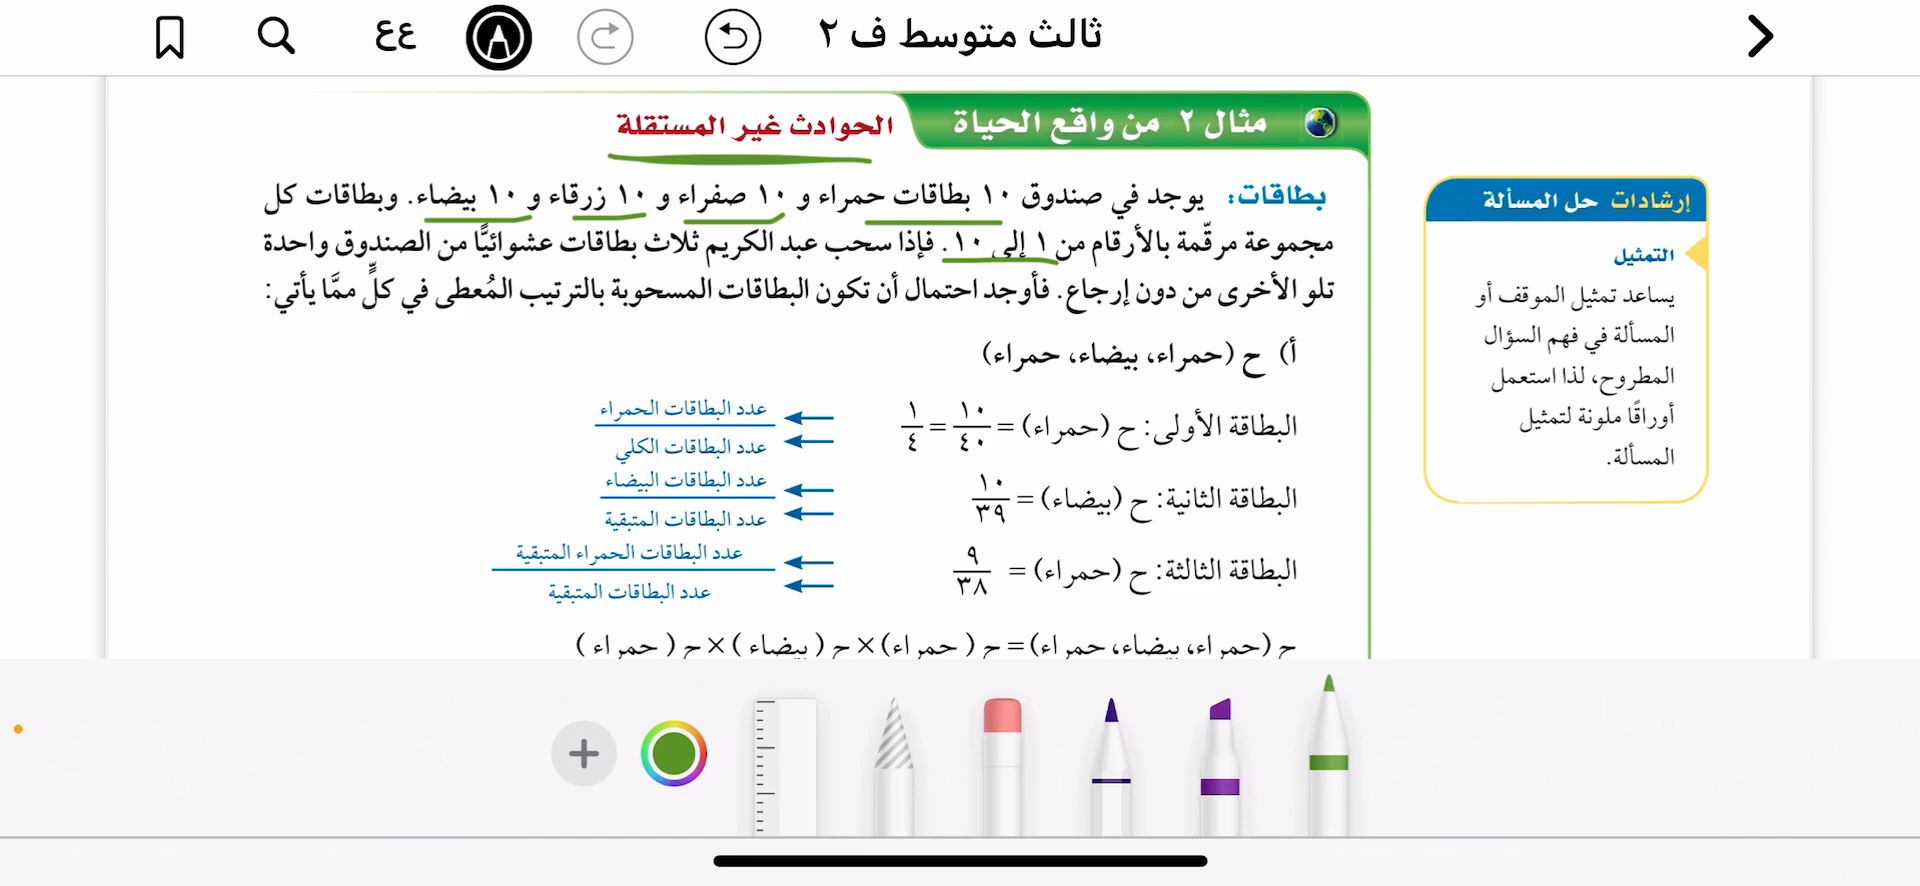 ثالث متوسط ف ٢
عع
مثال ٢ من واقع الحياة الحوادث غير المستقلة
بطاقات: يوجد في صندوق ١٠ بطاقات حمراء و ١٠ صفراء و ١٠ زرقاء و ١٠ بيضاء. وبطاقات كل
مجموعة مرقّمة بالأرقام من ١ إلى ١٠. فإذا سحب عبد الكريم ثلاث بطاقات عشوائيًّا من الصندوق واحدة
تلو الأخرى من دون إرجاع. فأوجد احتمال أن تكون البطاقات المسحوبة بالترتيب المُعطى في كلٍّ ممَّا يأتي:
أ) ح (حمراء، بيضاء، حمراء)
البطاقة الأولى: ح (حمراء) = ١٠/٤٠ = ١/٤
عدد البطاقات الحمراء
عدد البطاقات الكلي
البطاقة الثانية: ح (بيضاء) = ١٠/٣٩
عدد البطاقات البيضاء
عدد البطاقات المتبقية
البطاقة الثالثة: ح (حمراء) = ٩/٣٨
عدد البطاقات الحمراء المتبقية
عدد البطاقات المتبقية
ح (حمراء، بيضاء، حمراء) = ح ( حمراء) × ح ( بيضاء ) × ح ( حمراء )
إرشادات حل المسألة
التمثيل
يساعد تمثيل الموقف أو
المسألة في فهم السؤال
المطروح، لذا استعمل
أوراقًا ملونة لتمثيل
المسألة.